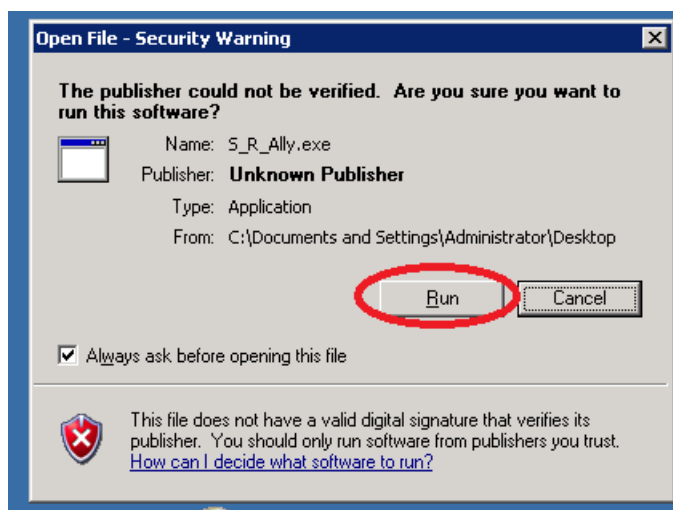 Open File - Security Warning
The publisher could not be verified. Are you sure you want to
run this software?
Name: S_R_Ally.exe
Publisher: Unknown Publisher
Type: Application
From: C:\Documents and Settings\Administrator\Desktop
Run Cancel
Always ask before opening this file
This file does not have a valid digital signature that verifies its
publisher. You should only run software from publishers you trust.
How can I decide what software to run?